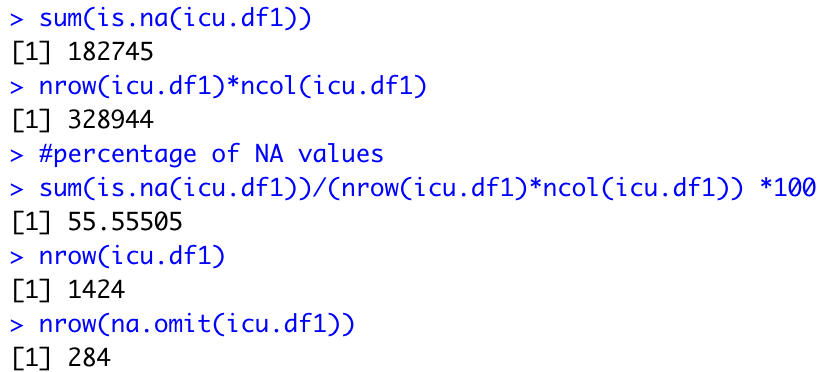 > sum(is.na(icu.df1))
[1] 182745
> nrow(icu.df1)*ncol(icu.df1)
[1] 328944
> #percentage of NA values
> sum(is.na(icu.df1))/(nrow(icu.df1)*ncol(icu.df1)) *100
[1] 55.55505
> nrow(icu.df1)
[1] 1424
> nrow(na.omit(icu.df1))
[1] 284